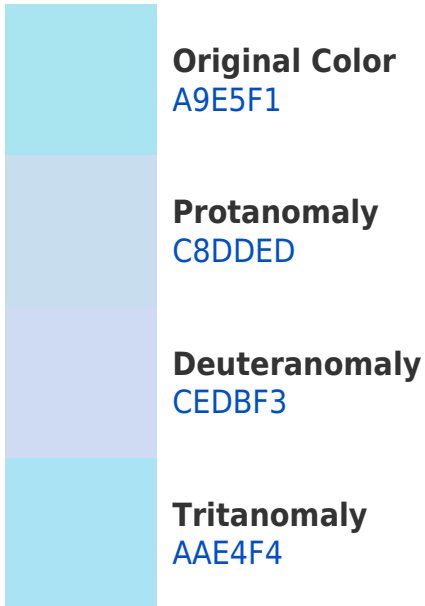 Original Color
A9E5F1
Protanomaly
C8DDED
Deuteranomaly
CEDBF3
Tritanomaly
AAE4F4